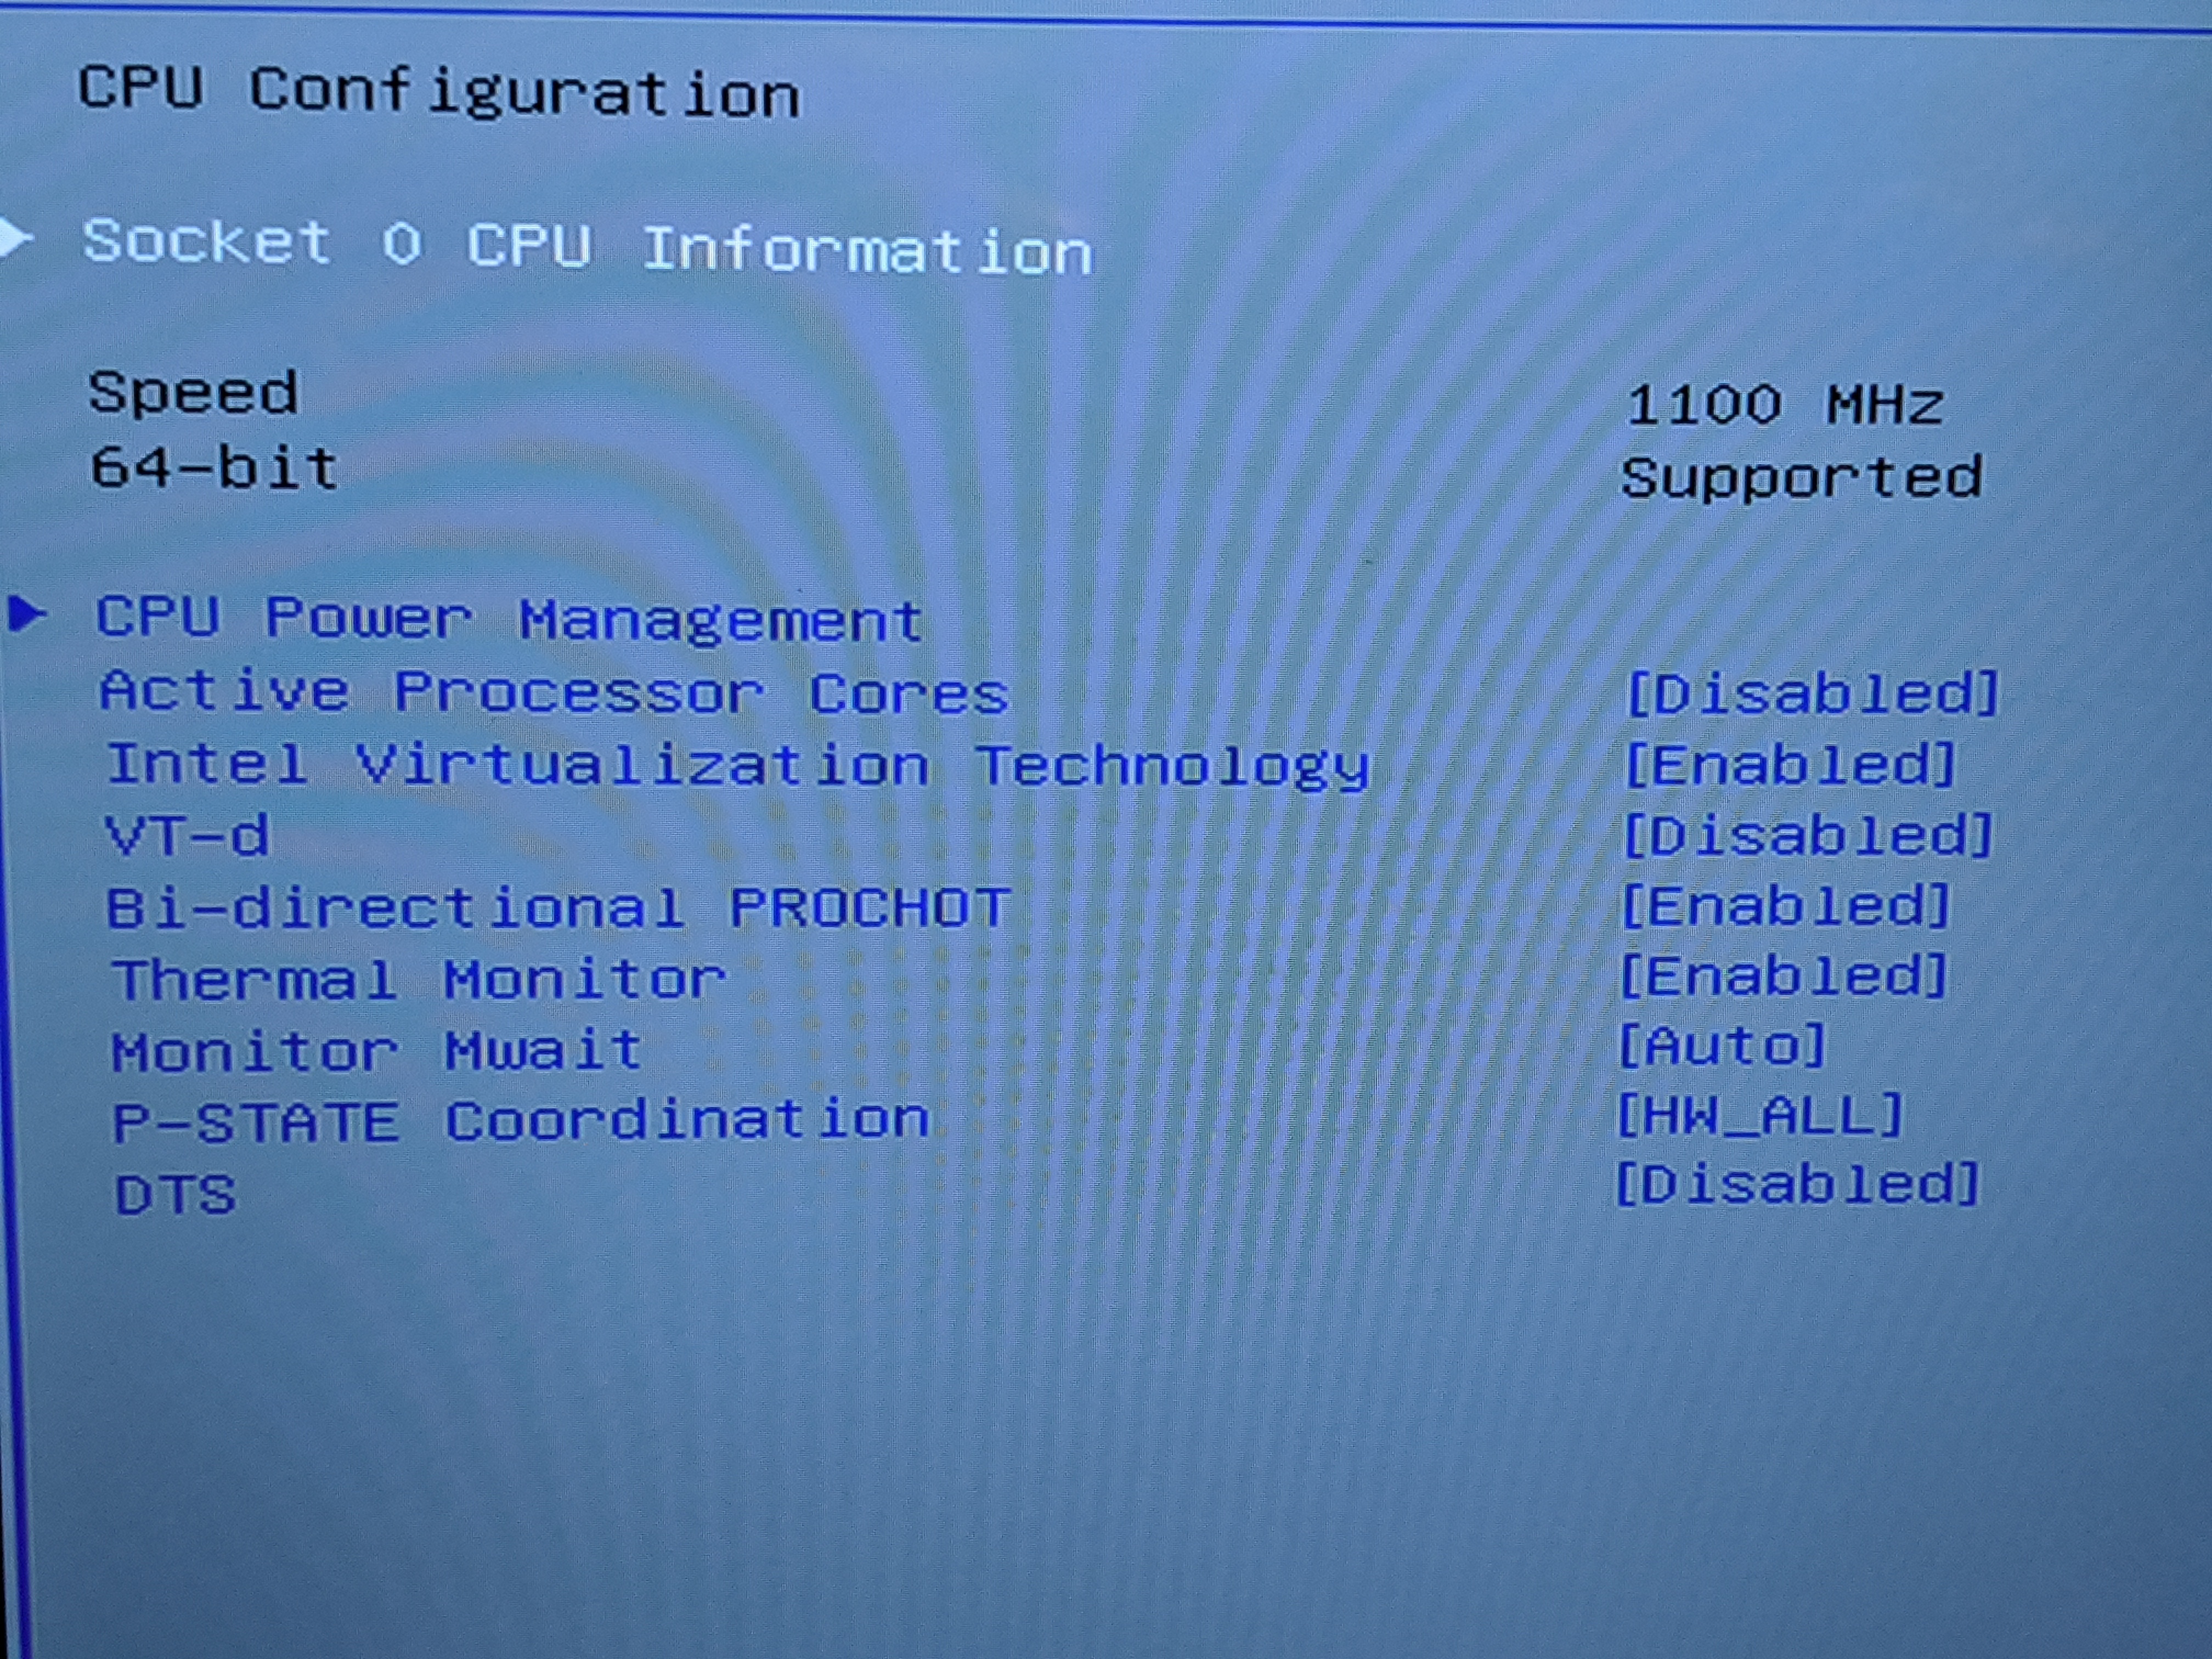 CPU Configuration
Socket 0 CPU Information
Speed 1100 MHz
64-bit Supported
CPU Power Management
Active Processor Cores [Disabled]
Intel Virtualization Technology [Enabled]
VT-d [Disabled]
Bi-directional PROCHOT [Enabled]
Thermal Monitor [Enabled]
Monitor Mwait [Auto]
P-STATE Coordination [HW_ALL]
DTS [Disabled]